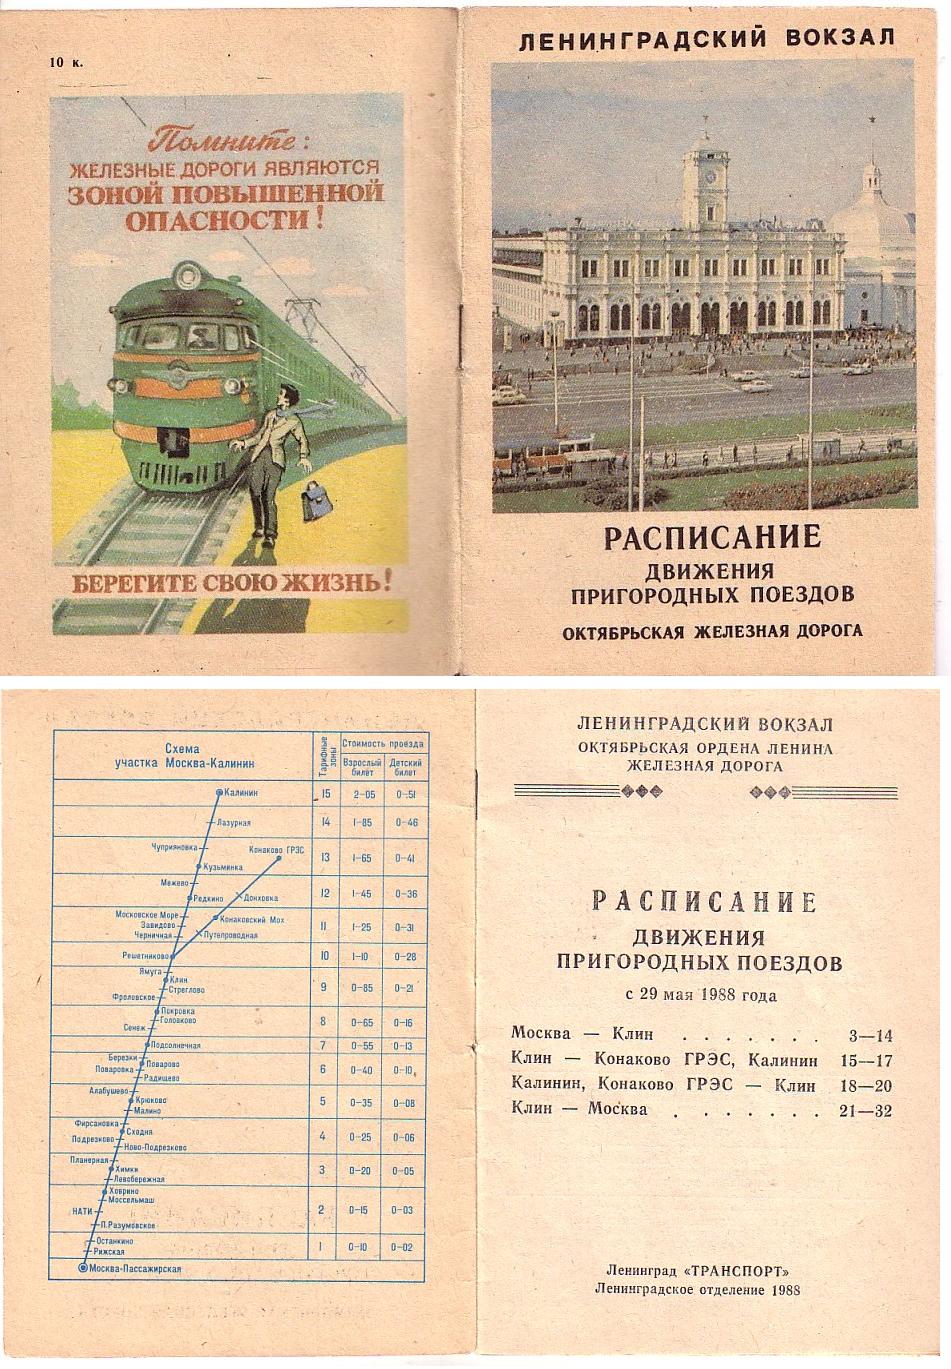 10 к.
Помните:
ЖЕЛЕЗНЫЕ ДОРОГИ ЯВЛЯЮТСЯ
ЗОНОЙ ПОВЫШЕННОЙ
ОПАСНОСТИ!
БЕРЕГИТЕ СВОЮ ЖИЗНЬ!
ЛЕНИНГРАДСКИЙ ВОКЗАЛ
РАСПИСАНИЕ
ДВИЖЕНИЯ
ПРИГОРОДНЫХ ПОЕЗДОВ
ОКТЯБРЬСКАЯ ЖЕЛЕЗНАЯ ДОРОГА
Схема
участка Москва-Калинин
Тарифные зоны
Стоимость проезда
Взрослый билет
Детский билет
Калинин 15 2-05 0-51
Лазурная 14 1-85 0-46
Чуприяновка
Конаково ГРЭС
Кузьминка 13 1-65 0-41
Межево
Редкино
Донховка 12 1-45 0-36
Московское Море
Конаковский Мох
Завидово 11 1-25 0-31
Черничная
Путепроводная
Решетниково 10 1-10 0-28
Ямуга
Клин
Стреглово 9 0-85 0-21
Фроловское
Покровка
Головково 8 0-65 0-16
Сенеж
Подсолнечная 7 0-55 0-13
Березки
Поварово
Поваровка 6 0-40 0-10
Радищево
Алабушево
Крюково 5 0-35 0-08
Малино
Фирсановка
Сходня 4 0-25 0-06
Подрезково
Ново-Подрезково
Планерная
Химки 3 0-20 0-05
Левобережная
Ховрино
Моссельмаш
НАТИ 2 0-15 0-03
П.Разумовское
Останкино 1 0-10 0-02
Рижская
Москва-Пассажирская
ЛЕНИНГРАДСКИЙ ВОКЗАЛ
ОКТЯБРЬСКАЯ ОРДЕНА ЛЕНИНА
ЖЕЛЕЗНАЯ ДОРОГА
РАСПИСАНИЕ
ДВИЖЕНИЯ
ПРИГОРОДНЫХ ПОЕЗДОВ
с 29 мая 1988 года
Москва — Клин . . . . . . . 3—14
Клин — Конаково ГРЭС, Калинин 15—17
Калинин, Конаково ГРЭС — Клин 18—20
Клин — Москва . . . . . . . 21—32
Ленинград «ТРАНСПОРТ»
Ленинградское отделение 1988